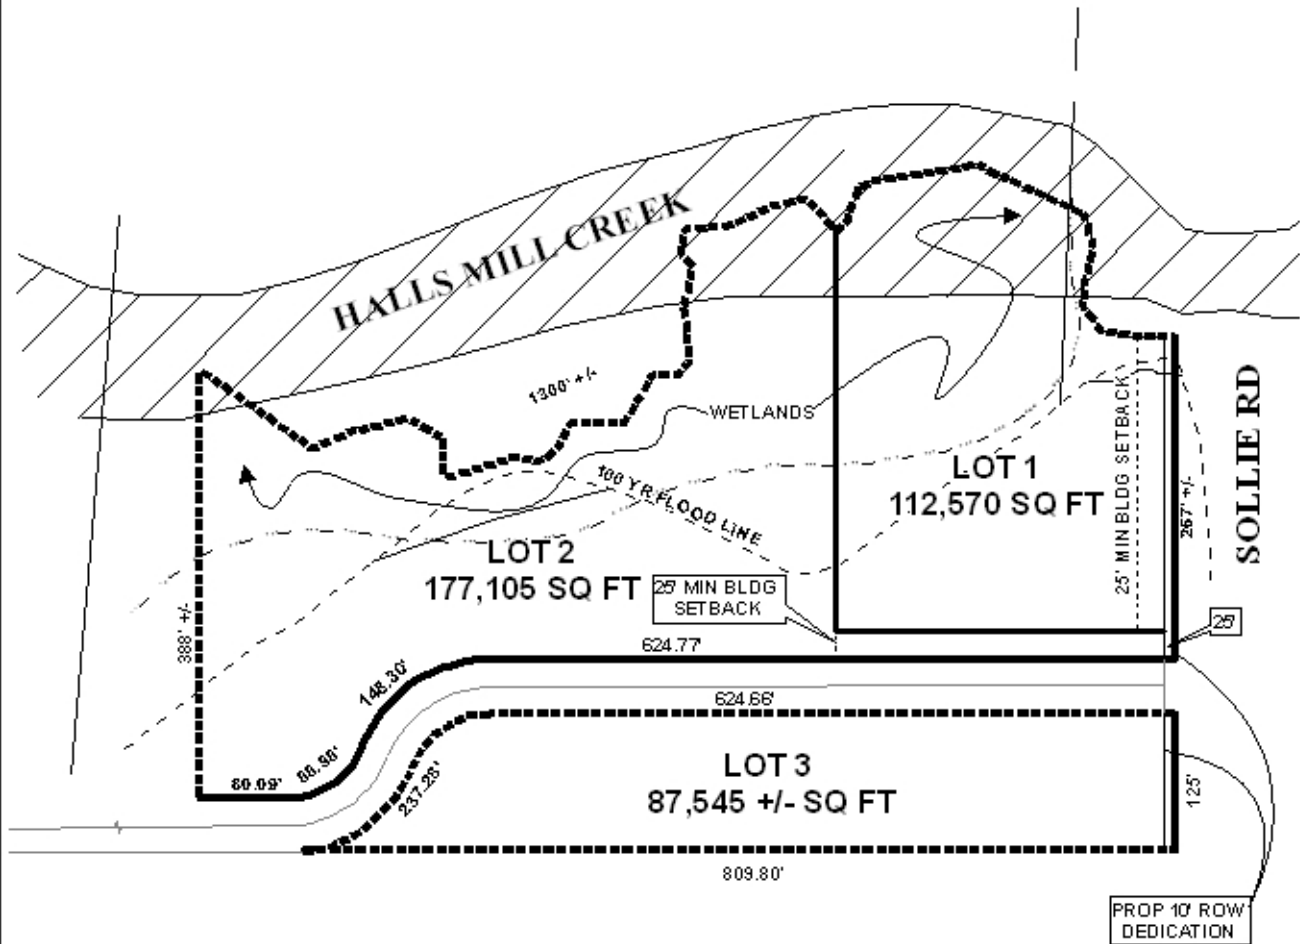 HALLS MILL CREEK
1300' +/-
WETLANDS
100 YR FLOOD LINE
LOT 1
112,570 SQ FT
25' MIN BLDG SETBACK
267' +/-
SOLLIE RD
LOT 2
177,105 SQ FT
25' MIN BLDG
SETBACK
25'
388' +/-
624.77'
148.30'
88.98'
80.09'
624.66'
237.28'
LOT 3
87,545 +/- SQ FT
125'
809.80'
PROP 10' ROW
DEDICATION